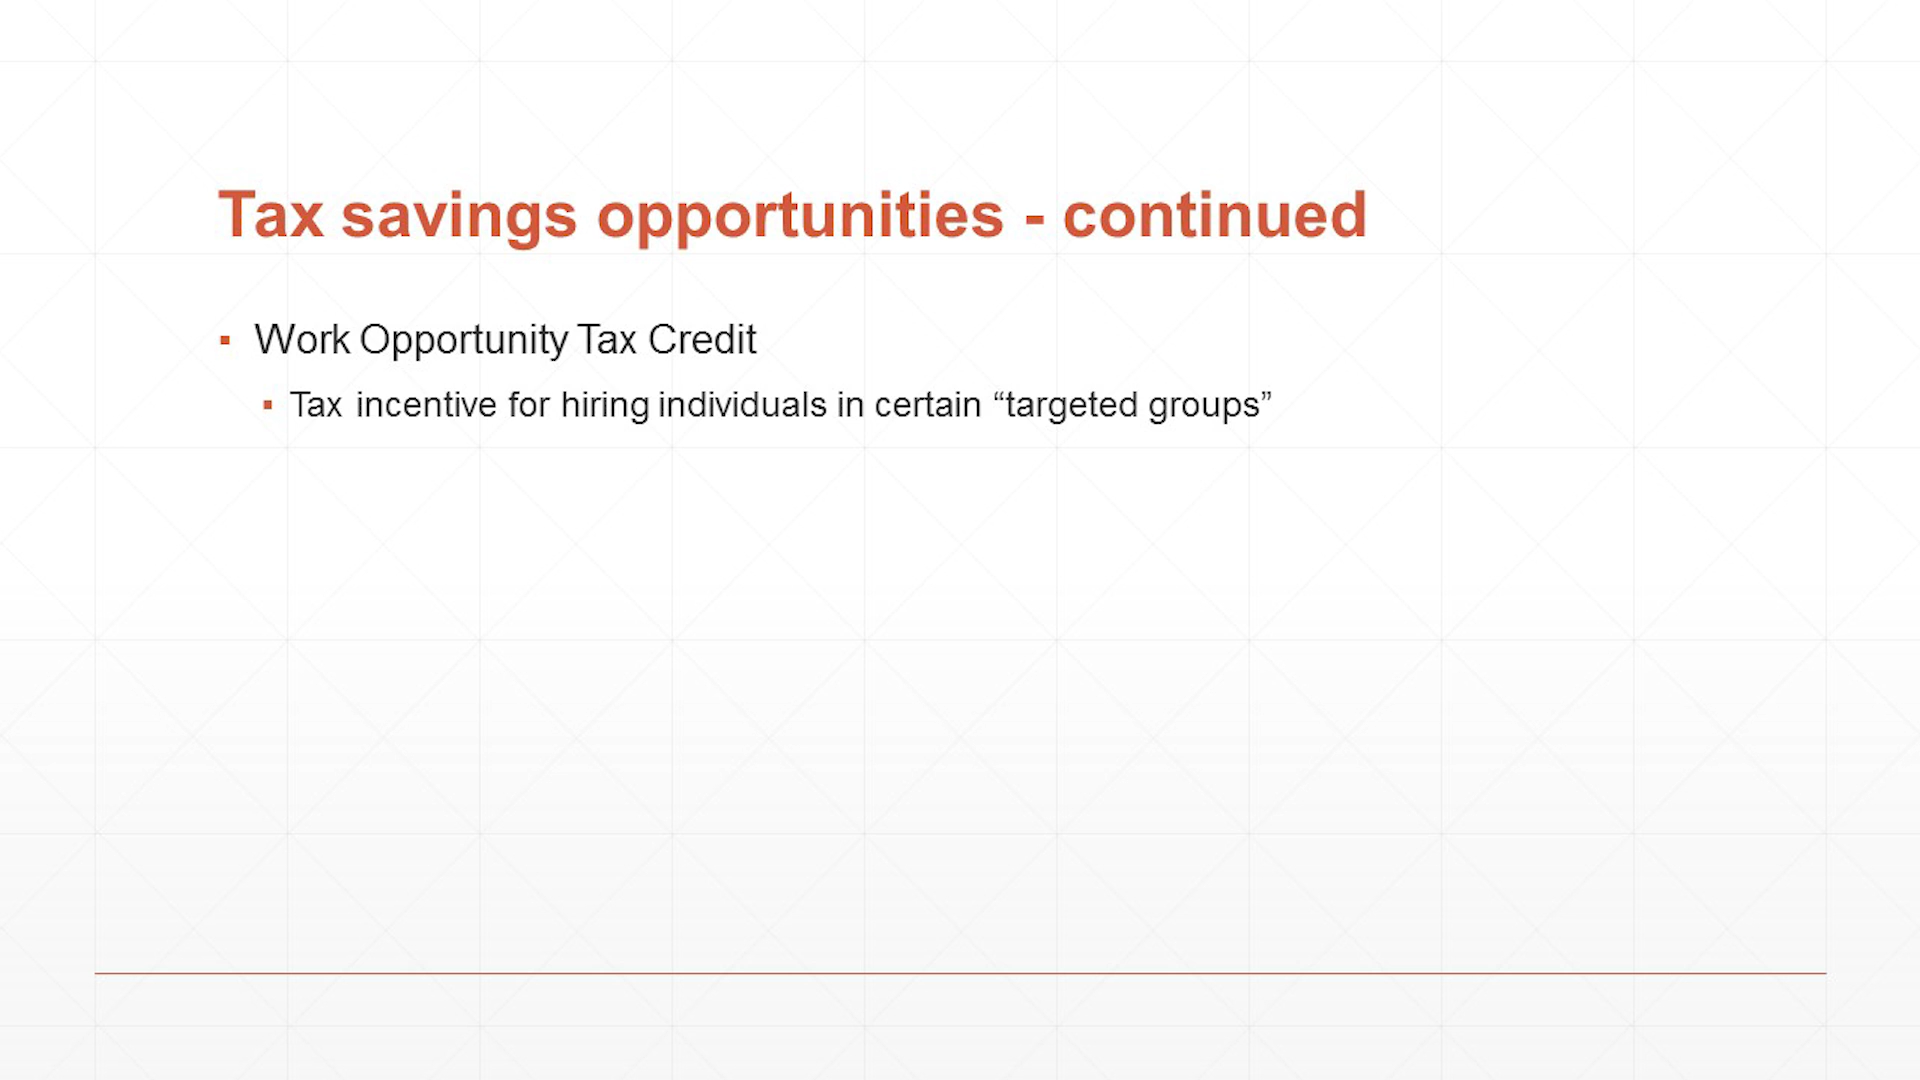 Tax savings opportunities - continued
▪ Work Opportunity Tax Credit
▪ Tax incentive for hiring individuals in certain “targeted groups”